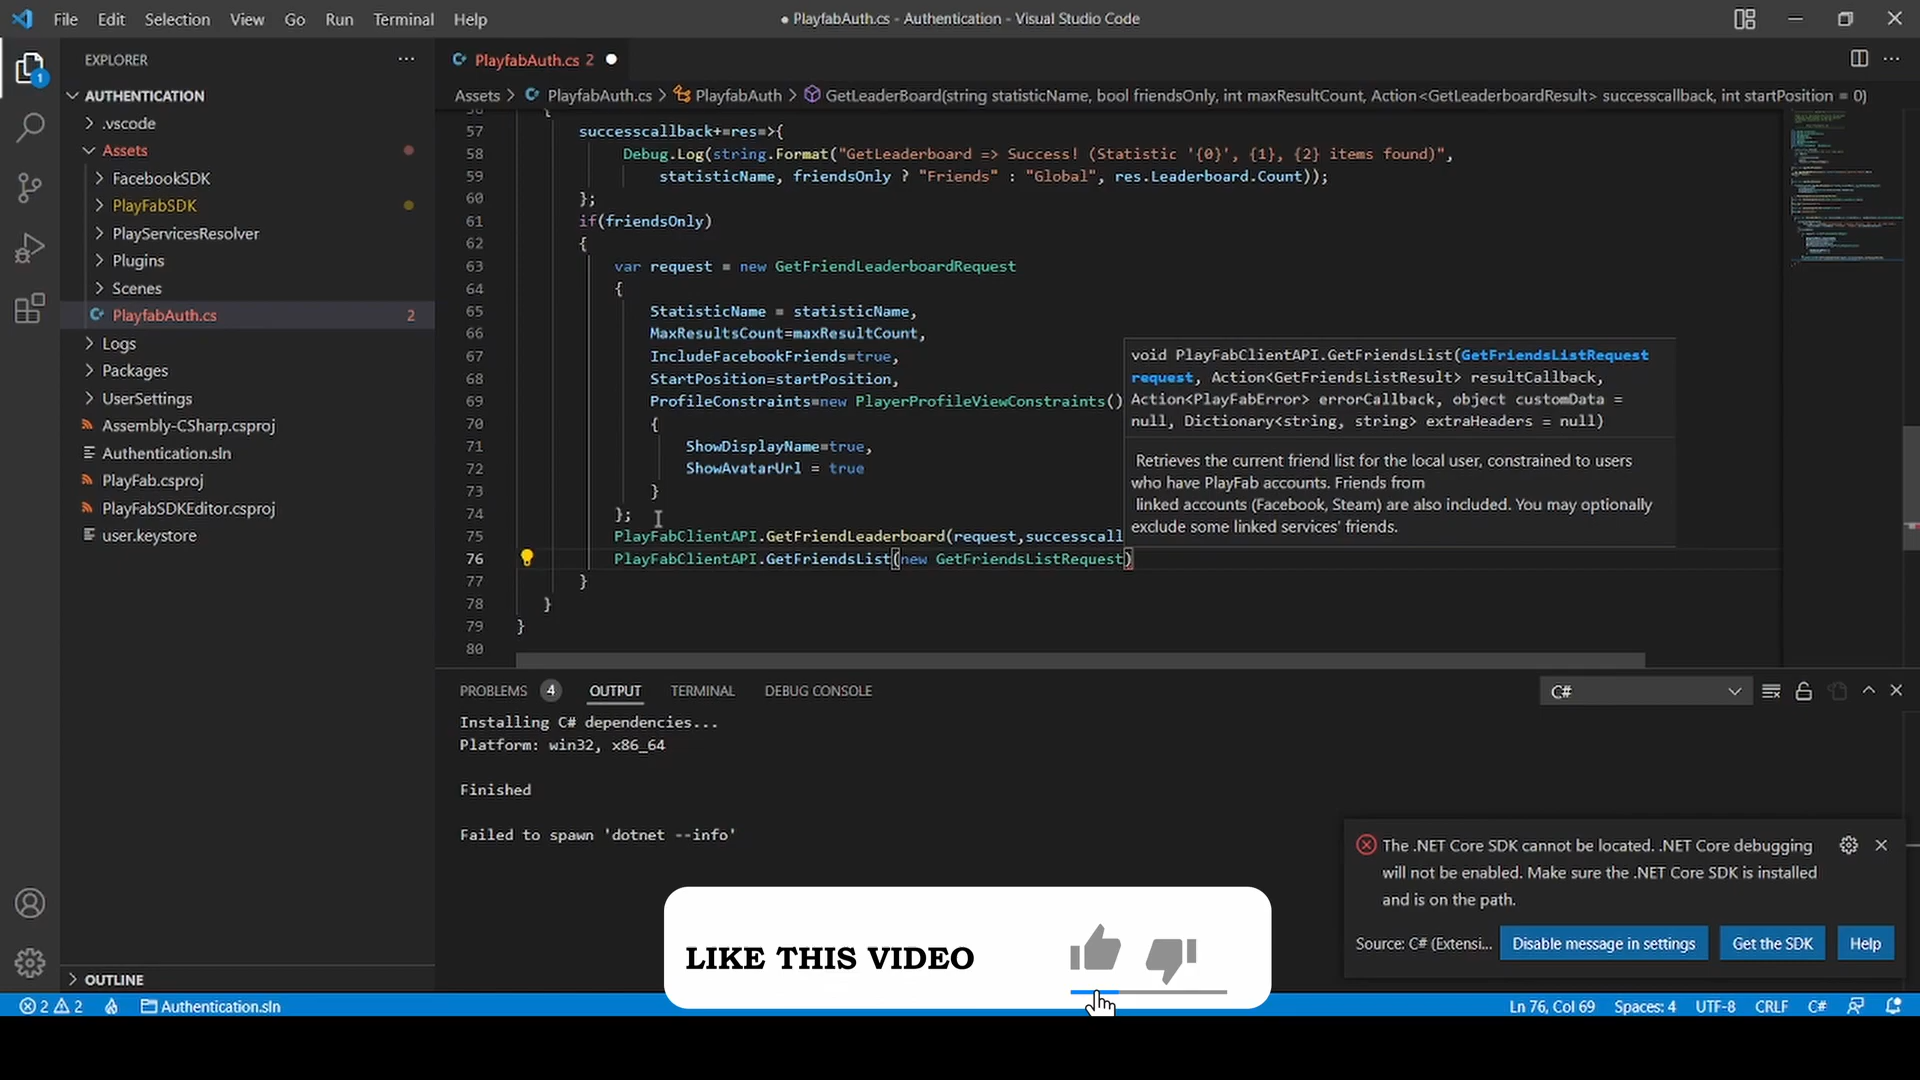 File Edit Selection View Go Run Terminal Help
● PlayfabAuth.cs - Authentication - Visual Studio Code
EXPLORER
PlayfabAuth.cs 2
AUTHENTICATION
Assets > PlayfabAuth.cs > PlayfabAuth > GetLeaderBoard(string statisticName, bool friendsOnly, int maxResultCount, Action<GetLeaderboardResult> successcallback, int startPosition = 0)
.vscode
Assets
FacebookSDK
PlayFabSDK
PlayServicesResolver
Plugins
Scenes
PlayfabAuth.cs 2
Logs
Packages
UserSettings
Assembly-CSharp.csproj
Authentication.sln
PlayFab.csproj
PlayFabSDKEditor.csproj
user.keystore
OUTLINE
1
{
57 successcallback+=res=>{
58 Debug.Log(string.Format("GetLeaderboard => Success! (Statistic '{0}', {1}, {2} items found)",
59 statisticName, friendsOnly ? "Friends" : "Global", res.Leaderboard.Count));
60 };
61 if(friendsOnly)
62 {
63 var request = new GetFriendLeaderboardRequest
64 {
65 StatisticName = statisticName,
66 MaxResultsCount=maxResultCount,
67 IncludeFacebookFriends=true,
68 StartPosition=startPosition,
69 ProfileConstraints=new PlayerProfileViewConstraints()
70 {
71 ShowDisplayName=true,
72 ShowAvatarUrl = true
73 }
74 };
75 PlayFabClientAPI.GetFriendLeaderboard(request,successcall
76 PlayFabClientAPI.GetFriendsList(new GetFriendsListRequest)
77 }
78 }
79 }
80
void PlayFabClientAPI.GetFriendsList(GetFriendsListRequest
request, Action<GetFriendsListResult> resultCallback,
Action<PlayFabError> errorCallback, object customData =
null, Dictionary<string, string> extraHeaders = null)
Retrieves the current friend list for the local user, constrained to users
who have PlayFab accounts. Friends from
linked accounts (Facebook, Steam) are also included. You may optionally
exclude some linked services' friends.
PROBLEMS 4 OUTPUT TERMINAL DEBUG CONSOLE
C#
Installing C# dependencies...
Platform: win32, x86_64
Finished
Failed to spawn 'dotnet --info'
The .NET Core SDK cannot be located. .NET Core debugging
will not be enabled. Make sure the .NET Core SDK is installed
and is on the path.
Source: C# (Extensi... Disable message in settings Get the SDK Help
LIKE THIS VIDEO
2 2 Authentication.sln
Ln 76, Col 69 Spaces: 4 UTF-8 CRLF C#